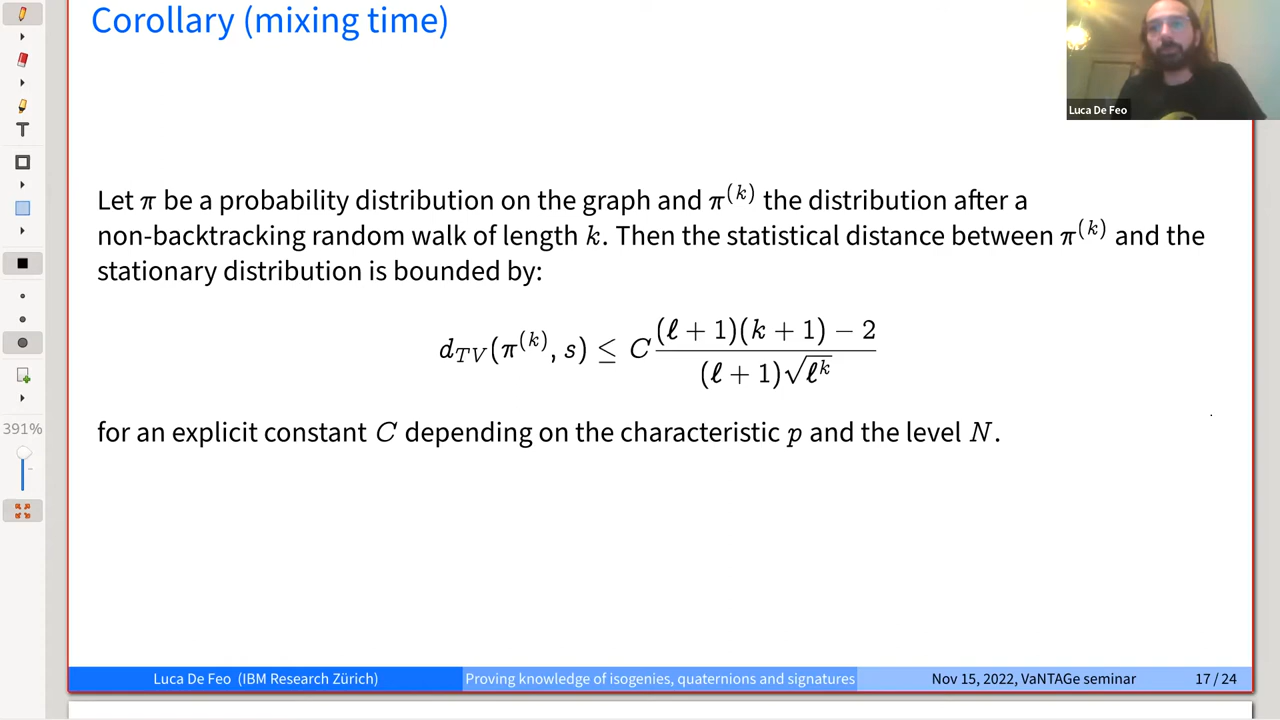 Corollary (mixing time)
Luca De Feo
Let π be a probability distribution on the graph and π^(k) the distribution after a
non-backtracking random walk of length k. Then the statistical distance between π^(k) and the
stationary distribution is bounded by:
d_TV(π^(k), s) ≤ C ((ℓ + 1)(k + 1) − 2) / ((ℓ + 1)√ℓ^k)
for an explicit constant C depending on the characteristic p and the level N.
391%
Luca De Feo (IBM Research Zürich) Proving knowledge of isogenies, quaternions and signatures Nov 15, 2022, VaNTAGe seminar 17 / 24